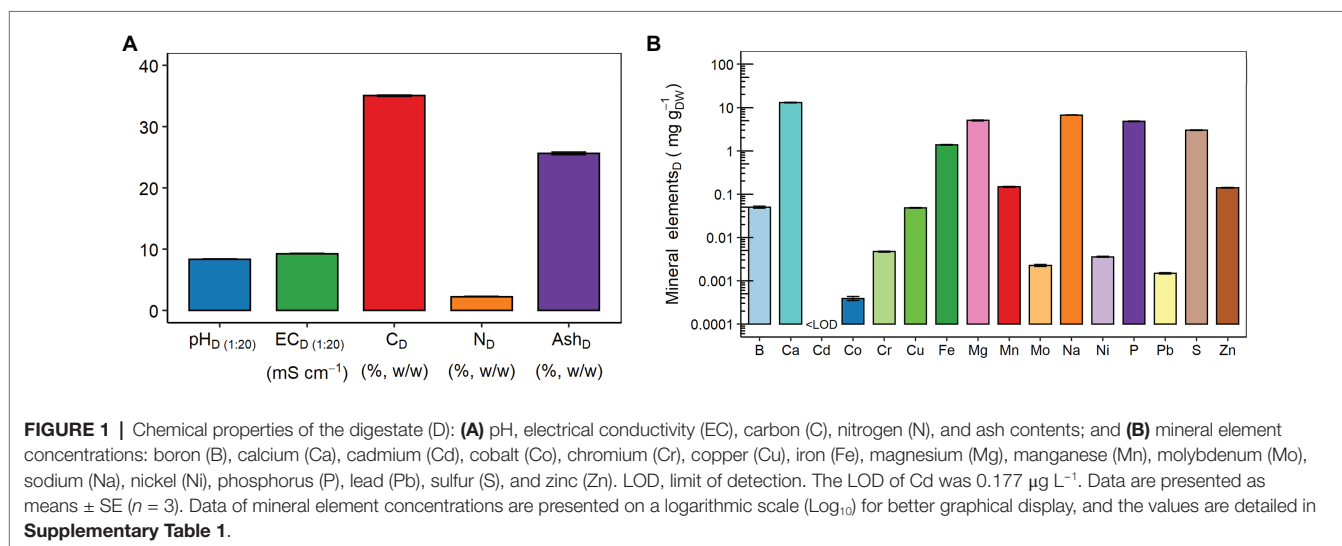 A
40
30
20
10
0
pHD (1:20)
ECD (1:20)
CD
ND
AshD
(mS cm−1)
(%, w/w)
(%, w/w)
(%, w/w)
B
Mineral elementsD ( mg g−1DW)
100
10
1
0.1
0.01
0.001
0.0001
<LOD
B Ca Cd Co Cr Cu Fe Mg Mn Mo Na Ni P Pb S Zn
FIGURE 1 | Chemical properties of the digestate (D): (A) pH, electrical conductivity (EC), carbon (C), nitrogen (N), and ash contents; and (B) mineral element
concentrations: boron (B), calcium (Ca), cadmium (Cd), cobalt (Co), chromium (Cr), copper (Cu), iron (Fe), magnesium (Mg), manganese (Mn), molybdenum (Mo),
sodium (Na), nickel (Ni), phosphorus (P), lead (Pb), sulfur (S), and zinc (Zn). LOD, limit of detection. The LOD of Cd was 0.177 μg L−1. Data are presented as
means ± SE (n = 3). Data of mineral element concentrations are presented on a logarithmic scale (Log10) for better graphical display, and the values are detailed in
Supplementary Table 1.